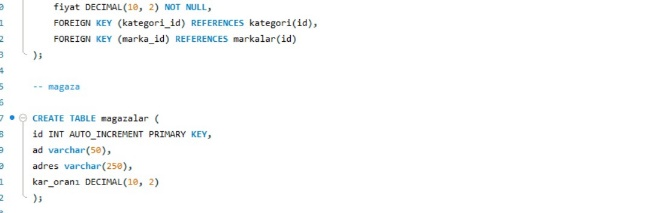 fiyat DECIMAL(10, 2) NOT NULL,
FOREIGN KEY (kategori_id) REFERENCES kategori(id),
FOREIGN KEY (marka_id) REFERENCES markalar(id)
);
-- magaza
CREATE TABLE magazalar (
id INT AUTO_INCREMENT PRIMARY KEY,
ad varchar(50),
adres varchar(250),
kar_oranı DECIMAL(10, 2)
);